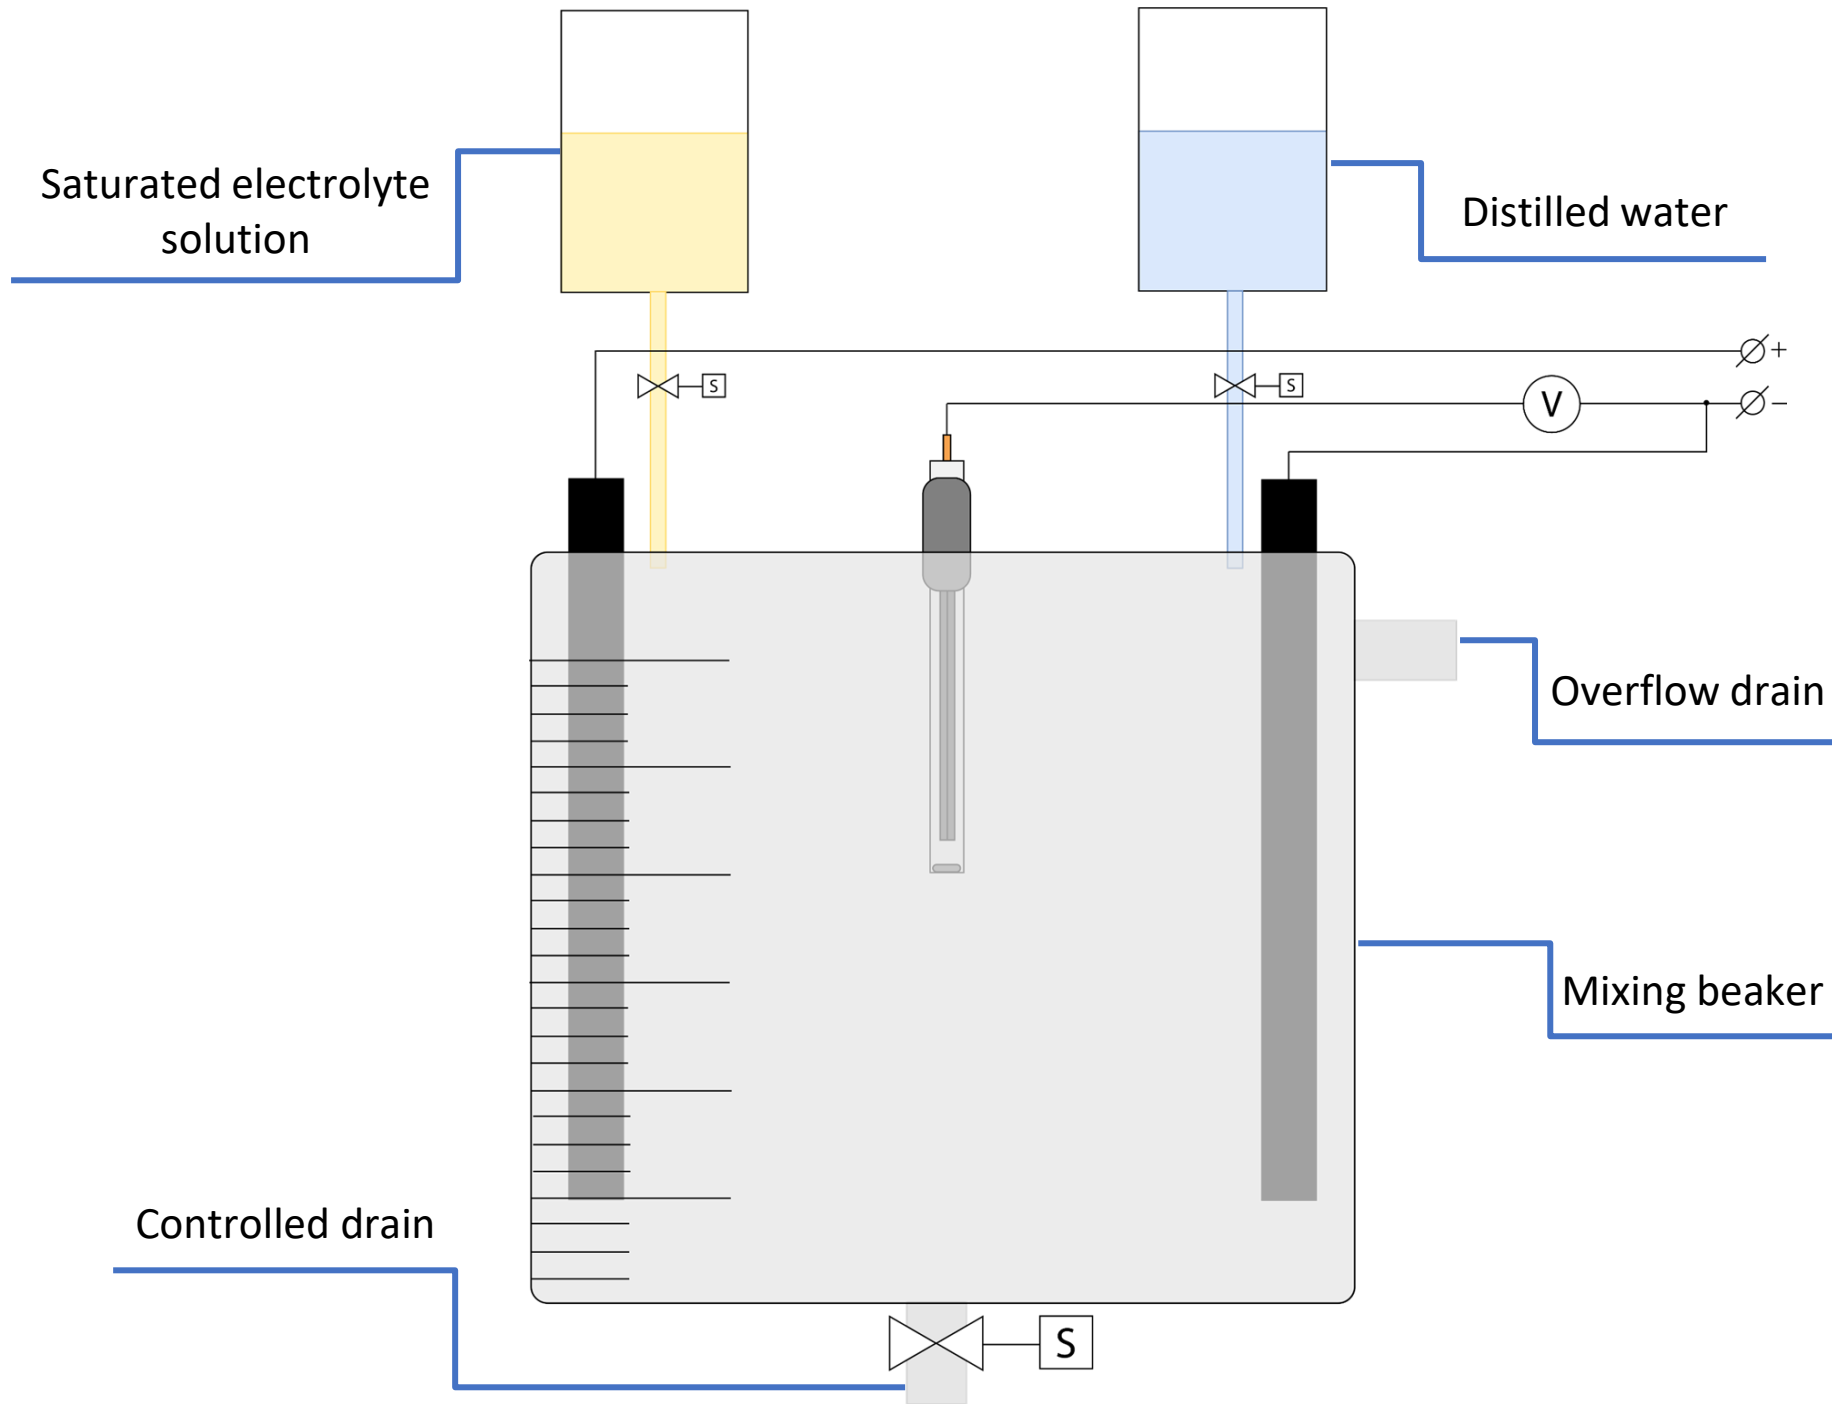 Saturated electrolyte
solution
Distilled water
+
S
S
V
−
Overflow drain
Mixing beaker
Controlled drain
S